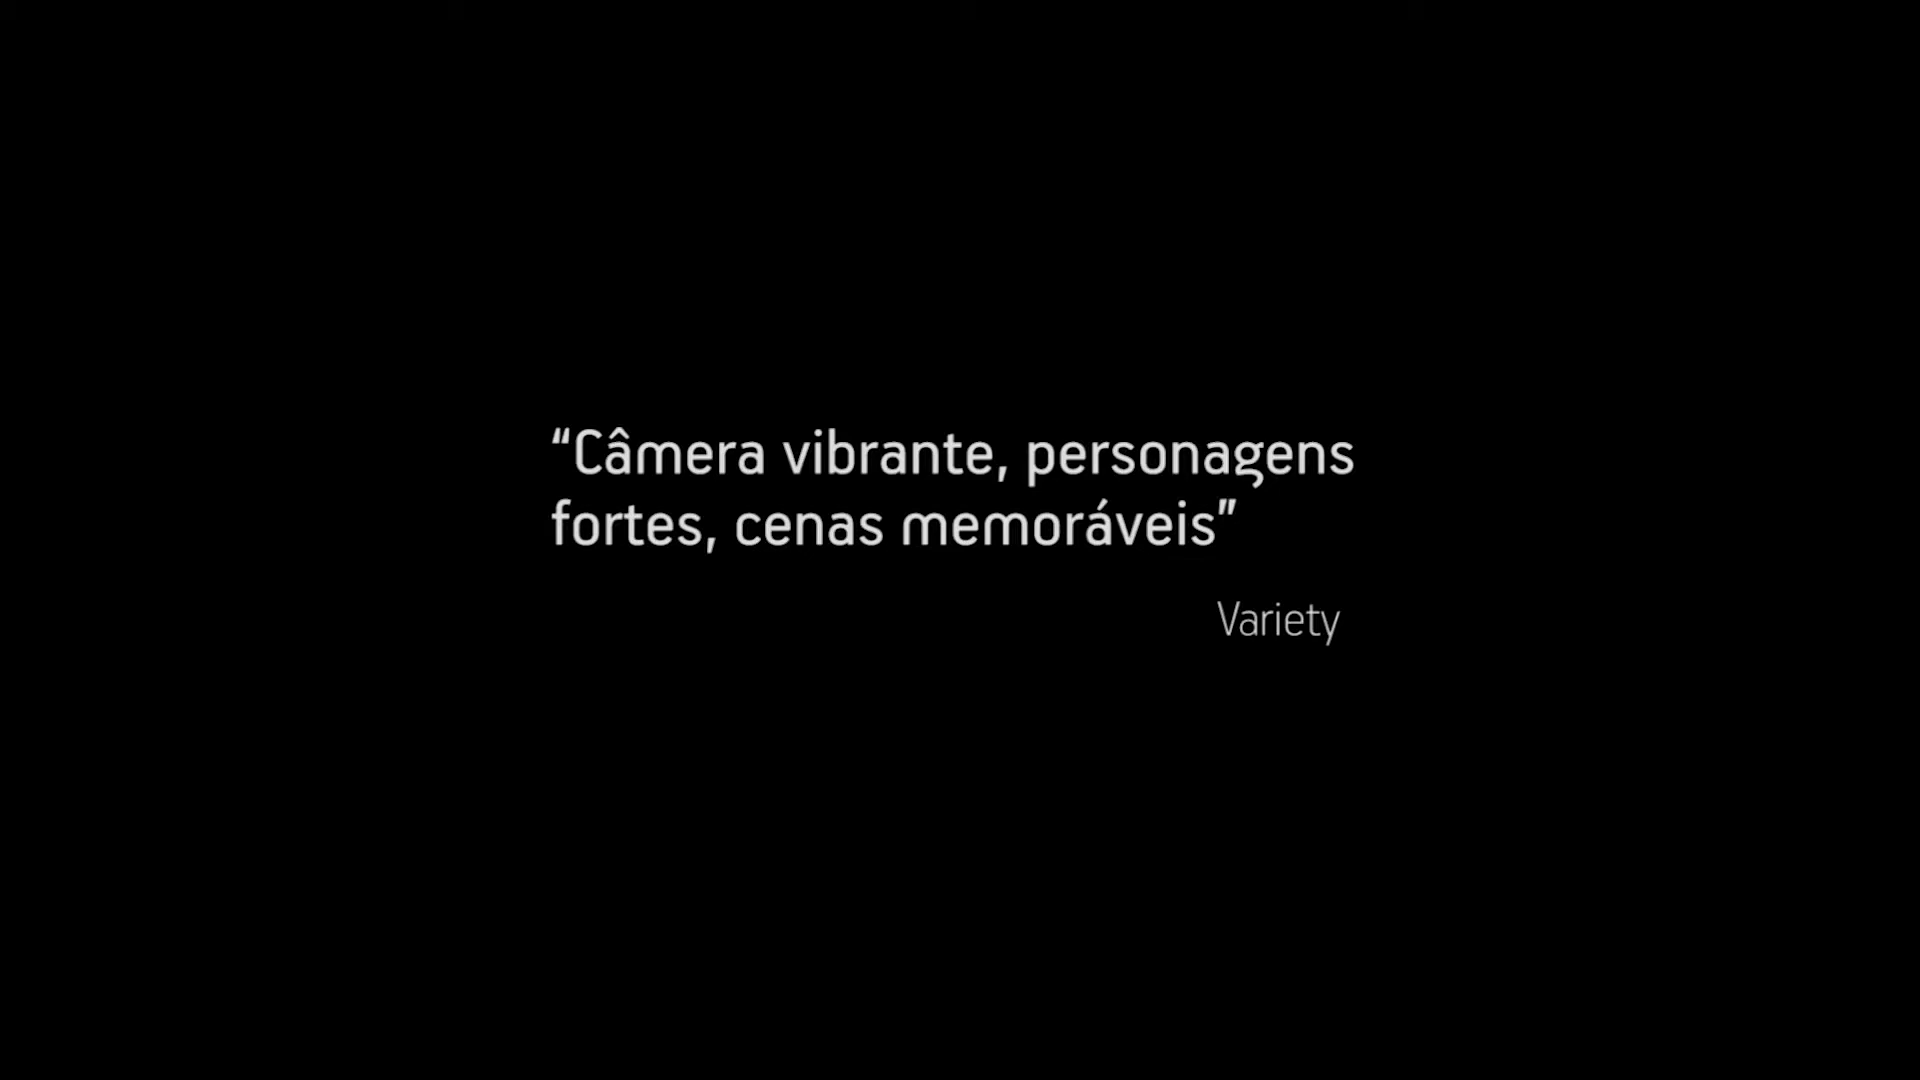 “Câmera vibrante, personagens
fortes, cenas memoráveis”
Variety